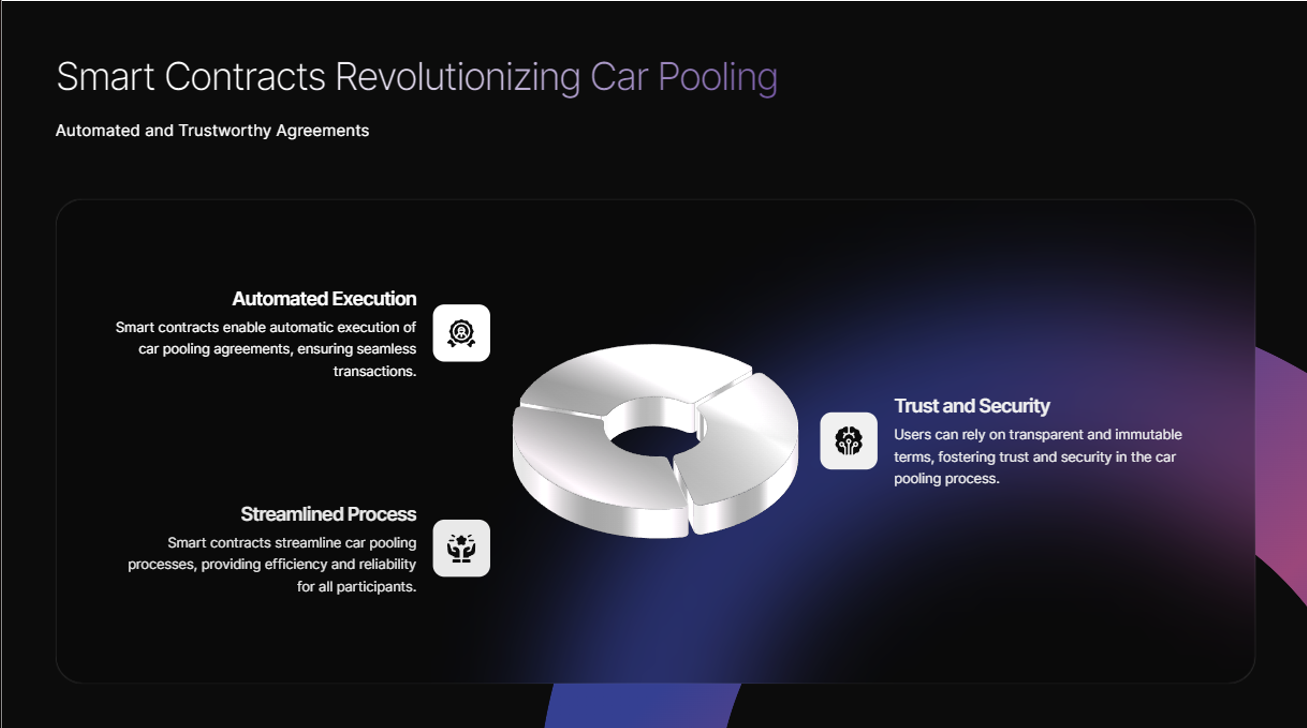 Smart Contracts Revolutionizing Car Pooling
Automated and Trustworthy Agreements
Automated Execution
Smart contracts enable automatic execution of
car pooling agreements, ensuring seamless
transactions.
Trust and Security
Users can rely on transparent and immutable
terms, fostering trust and security in the car
pooling process.
Streamlined Process
Smart contracts streamline car pooling
processes, providing efficiency and reliability
for all participants.